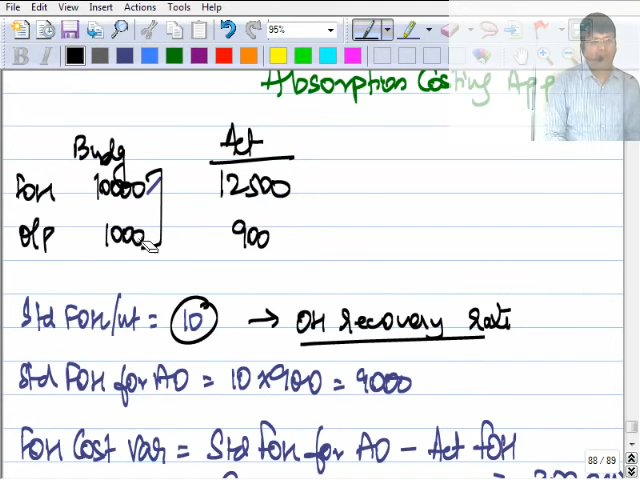 File Edit View Insert Actions Tools Help
95%
B I
Absorption Costing App
Budg Act
FOH 10000 12500
O/P 1000 900
Std FOH/ut = 10 → OH Recovery Rate
Std FOH for AO = 10 x 900 = 9000
FOH Cost Var = Std FOH for AO - Act FOH
88 / 89